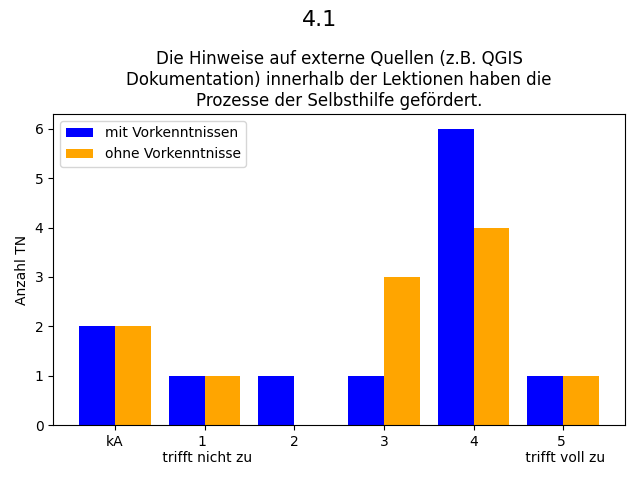 4.1
Die Hinweise auf externe Quellen (z.B. QGIS
Dokumentation) innerhalb der Lektionen haben die
Prozesse der Selbsthilfe gefördert.
mit Vorkenntnissen
ohne Vorkenntnisse
Anzahl TN
6
5
4
3
2
1
0
kA 1 2 3 4 5
trifft nicht zu trifft voll zu